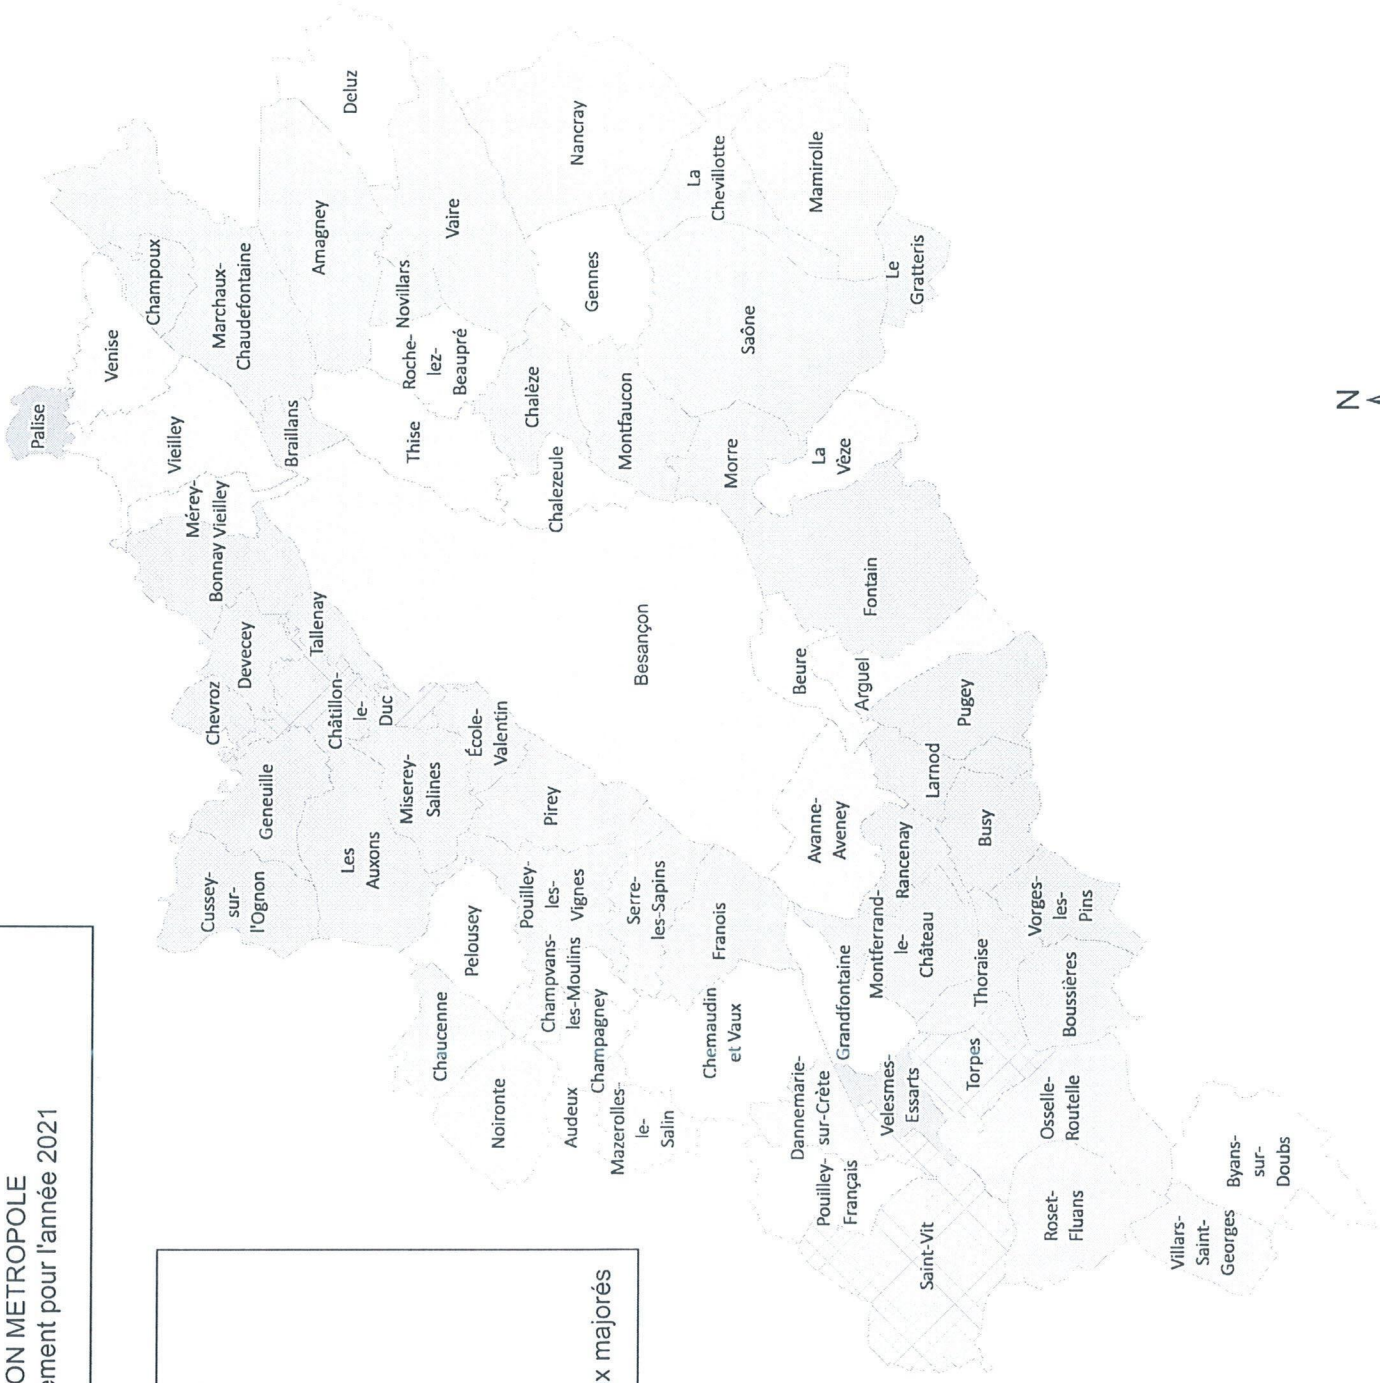 ON METROPOLE
ement pour l'année 2021
x majorés
Palise
Venise
Champoux
Vieilley
Marchaux-
Chaudefontaine
Deluz
Amagney
Mérey-
Vieilley
Bonnay
Braillans
Vaire
Novillars
Roche-
lez-
Beaupré
Thise
Nancray
Gennes
La
Chevillotte
Mamirolle
Le
Gratteris
Saône
Chalèze
Montfaucon
Chalezeule
Morre
La
Vèze
Fontain
Besançon
Beure
Arguel
Pugey
Larnod
Busy
Avanne-
Aveney
Rancenay
Montferrand-
le-
Château
Vorges-
les-
Pins
Thoraise
Boussières
Tallenay
Devecey
Chevroz
Châtillon-
le-
Duc
Geneuille
Cussey-
sur-
l'Ognon
Les
Auxons
Miserey-
Salines
École-
Valentin
Pirey
Pelousey
Pouilley-
les-
Vignes
Serre-
les-Sapins
Franois
Champvans-
les-Moulins
Champagney
Chaucenne
Noironte
Audeux
Mazerolles-
le-
Salin
Chemaudin
et Vaux
Grandfontaine
Dannemarie-
sur-Crète
Velesmes-
Essarts
Torpes
Osselle-
Routelle
Pouilley-
Français
Saint-Vit
Roset-
Fluans
Villars-
Saint-
Georges
Byans-
sur-
Doubs
N